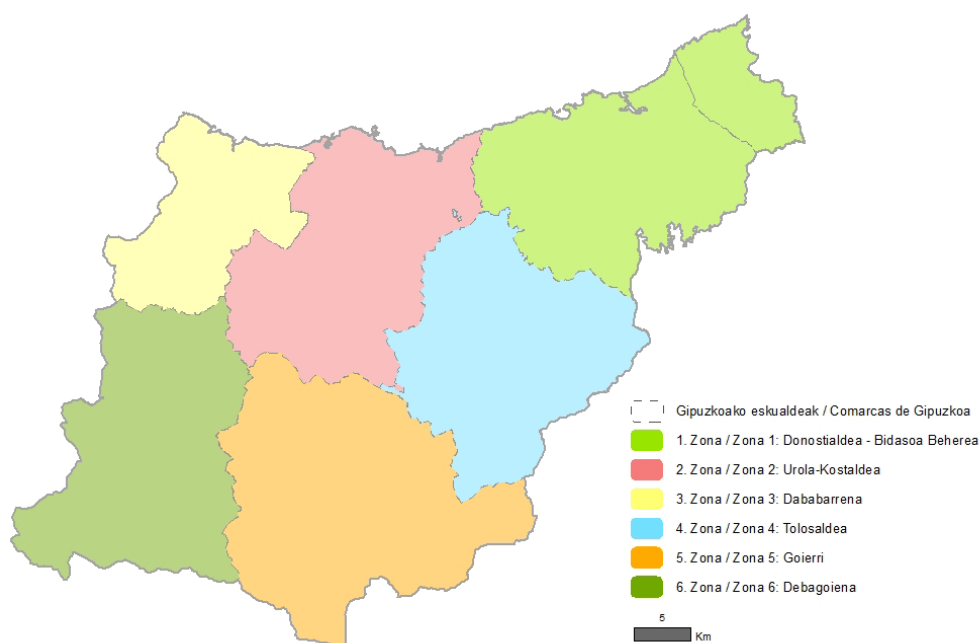 Gipuzkoako eskualdeak / Comarcas de Gipuzkoa
1. Zona / Zona 1: Donostialdea - Bidasoa Beherea
2. Zona / Zona 2: Urola-Kostaldea
3. Zona / Zona 3: Dababarrena
4. Zona / Zona 4: Tolosaldea
5. Zona / Zona 5: Goierri
6. Zona / Zona 6: Debagoiena
5
Km